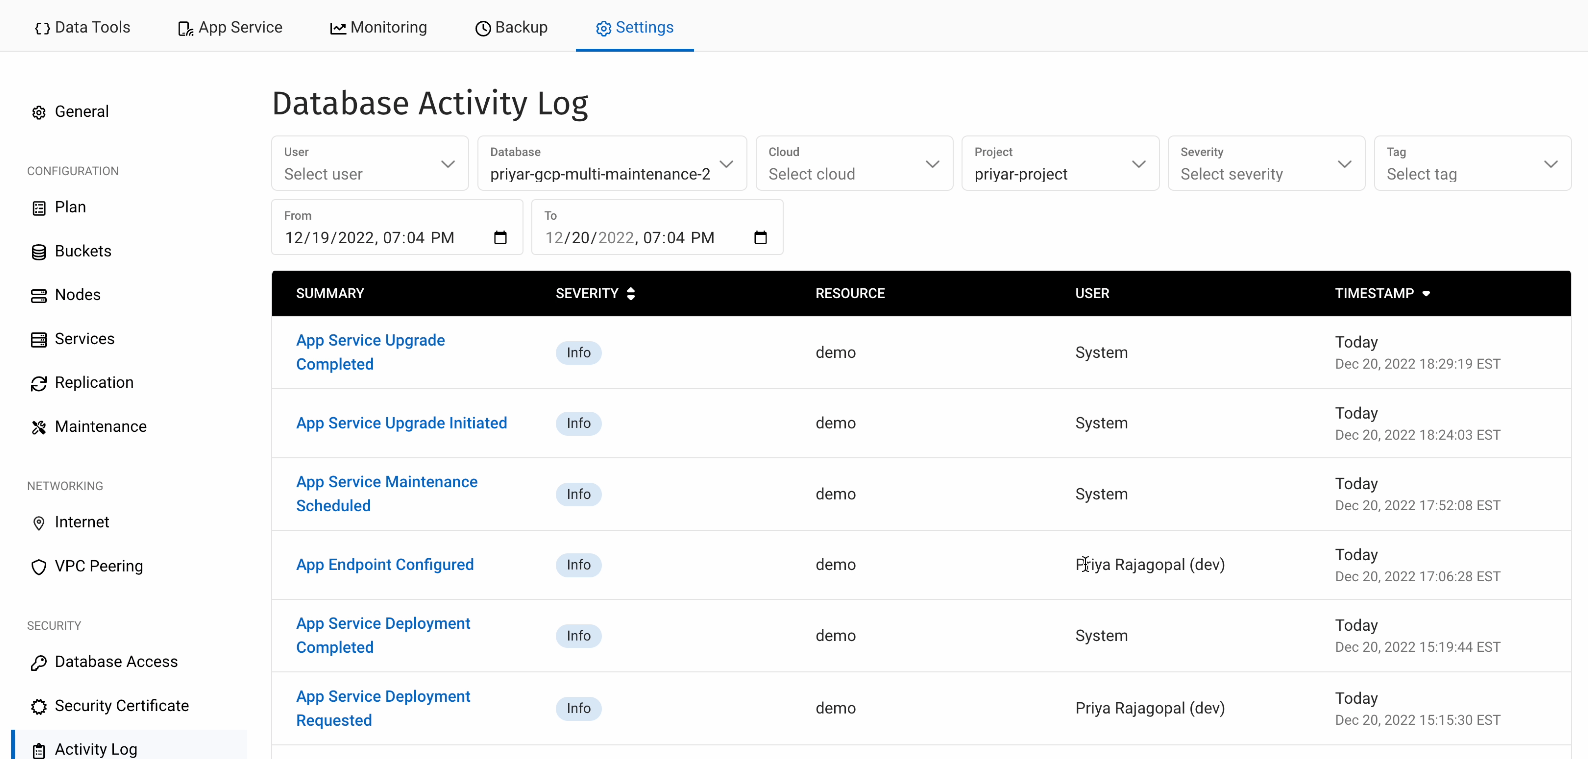 Data Tools App Service Monitoring Backup Settings
General
CONFIGURATION
Plan
Buckets
Nodes
Services
Replication
Maintenance
NETWORKING
Internet
VPC Peering
SECURITY
Database Access
Security Certificate
Activity Log
Database Activity Log
User
Select user
Database
priyar-gcp-multi-maintenance-2
Cloud
Select cloud
Project
priyar-project
Severity
Select severity
Tag
Select tag
From
12/19/2022, 07:04 PM
To
12/20/2022, 07:04 PM
SUMMARY SEVERITY RESOURCE USER TIMESTAMP
App Service Upgrade
Completed
Info
demo
System
Today
Dec 20, 2022 18:29:19 EST
App Service Upgrade Initiated
Info
demo
System
Today
Dec 20, 2022 18:24:03 EST
App Service Maintenance
Scheduled
Info
demo
System
Today
Dec 20, 2022 17:52:08 EST
App Endpoint Configured
Info
demo
Priya Rajagopal (dev)
Today
Dec 20, 2022 17:06:28 EST
App Service Deployment
Completed
Info
demo
System
Today
Dec 20, 2022 15:19:44 EST
App Service Deployment
Requested
Info
demo
Priya Rajagopal (dev)
Today
Dec 20, 2022 15:15:30 EST